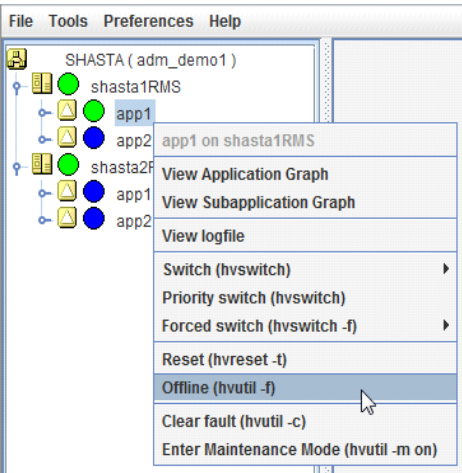 File Tools Preferences Help
SHASTA ( adm_demo1 )
shasta1RMS
app1
app2
app1 on shasta1RMS
shasta2F
View Application Graph
app1
View Subapplication Graph
app2
View logfile
Switch (hvswitch)
Priority switch (hvswitch)
Forced switch (hvswitch -f)
Reset (hvreset -t)
Offline (hvutil -f)
Clear fault (hvutil -c)
Enter Maintenance Mode (hvutil -m on)